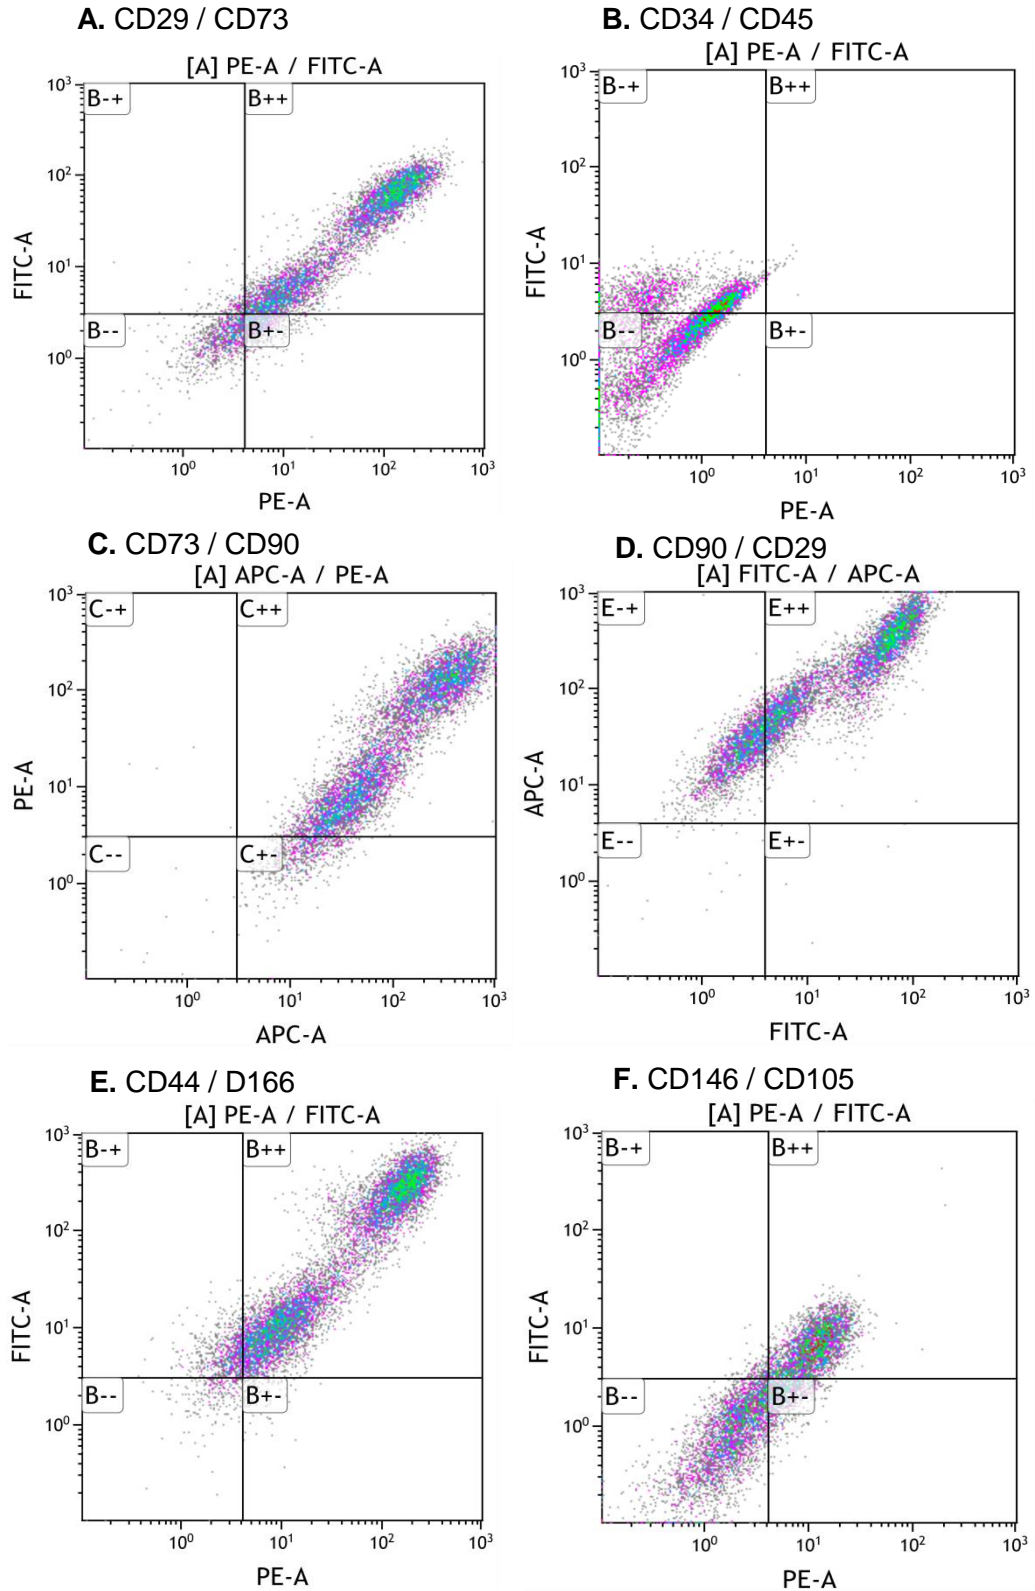 A. CD29 / CD73
[A] PE-A / FITC-A
B-+
B++
B--
B+-
10³
10²
10¹
10⁰
FITC-A
10⁰ 10¹ 10² 10³
PE-A
B. CD34 / CD45
[A] PE-A / FITC-A
B-+
B++
B--
B+-
10³
10²
10¹
10⁰
FITC-A
10⁰ 10¹ 10² 10³
PE-A
C. CD73 / CD90
[A] APC-A / PE-A
C-+
C++
C--
C+-
10³
10²
10¹
10⁰
PE-A
10⁰ 10¹ 10² 10³
APC-A
D. CD90 / CD29
[A] FITC-A / APC-A
E-+
E++
E--
E+-
10³
10²
10¹
10⁰
APC-A
10⁰ 10¹ 10² 10³
FITC-A
E. CD44 / D166
[A] PE-A / FITC-A
B-+
B++
B--
B+-
10³
10²
10¹
10⁰
FITC-A
10⁰ 10¹ 10² 10³
PE-A
F. CD146 / CD105
[A] PE-A / FITC-A
B-+
B++
B--
B+-
10³
10²
10¹
10⁰
FITC-A
10⁰ 10¹ 10² 10³
PE-A